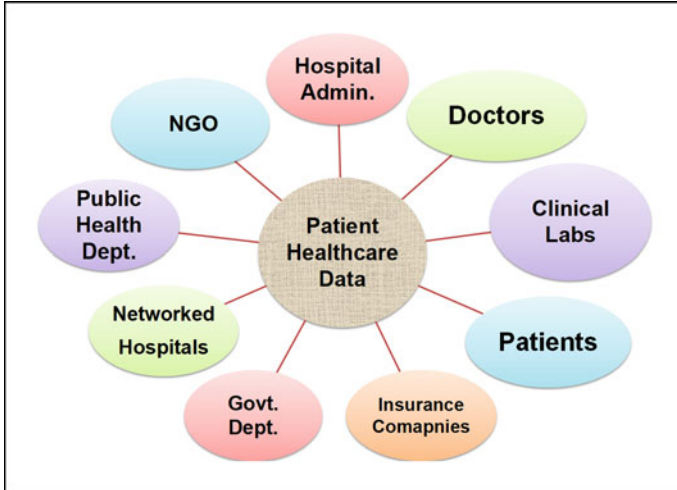 Hospital
Admin.
Doctors
NGO
Clinical
Labs
Public
Health
Dept.
Patient
Healthcare
Data
Networked
Hospitals
Patients
Govt.
Dept.
Insurance
Comapnies